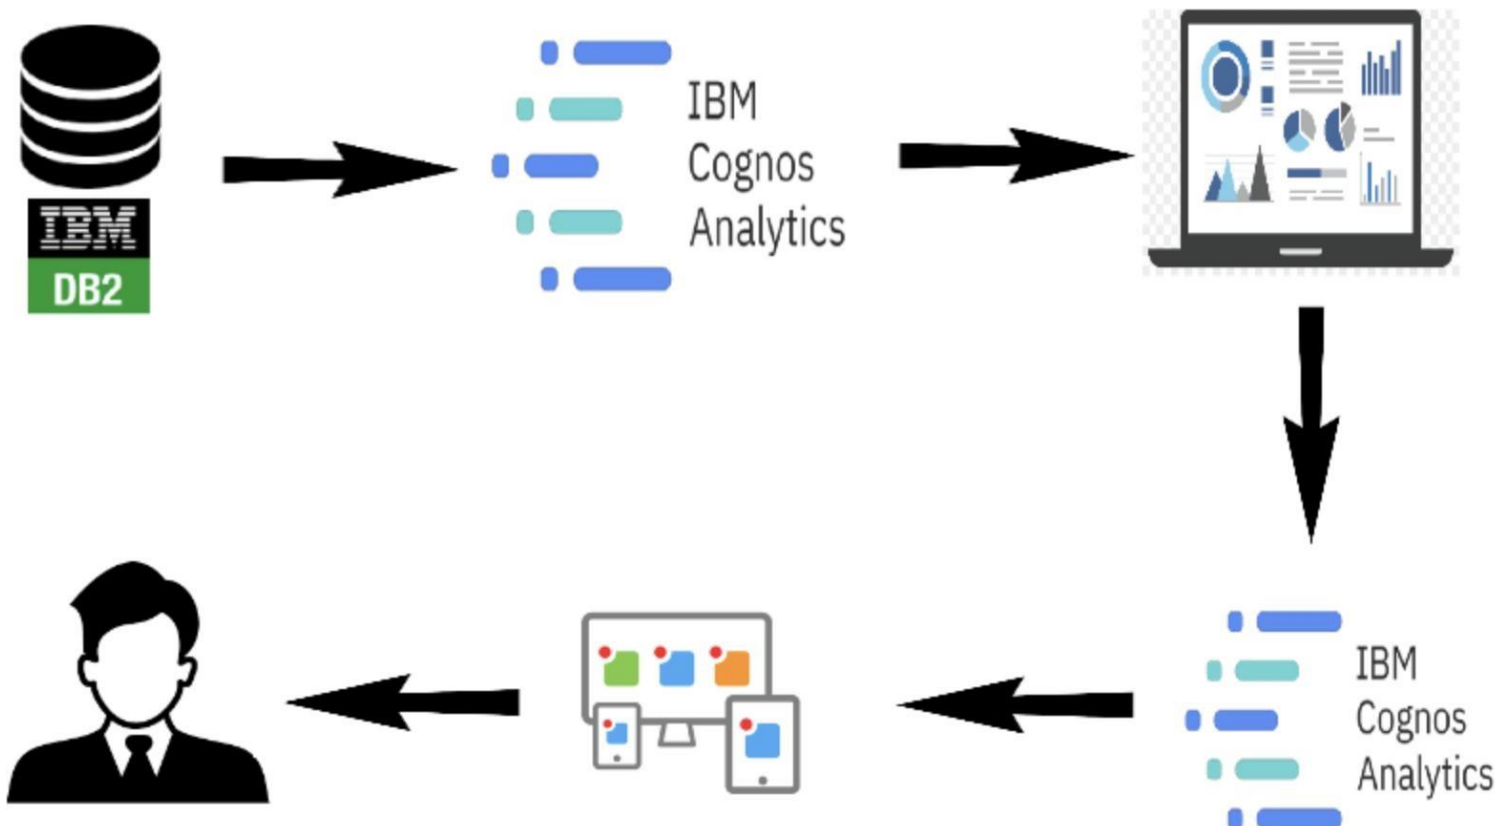 IBM
Cognos
Analytics
IBM
DB2
IBM
Cognos
Analytics